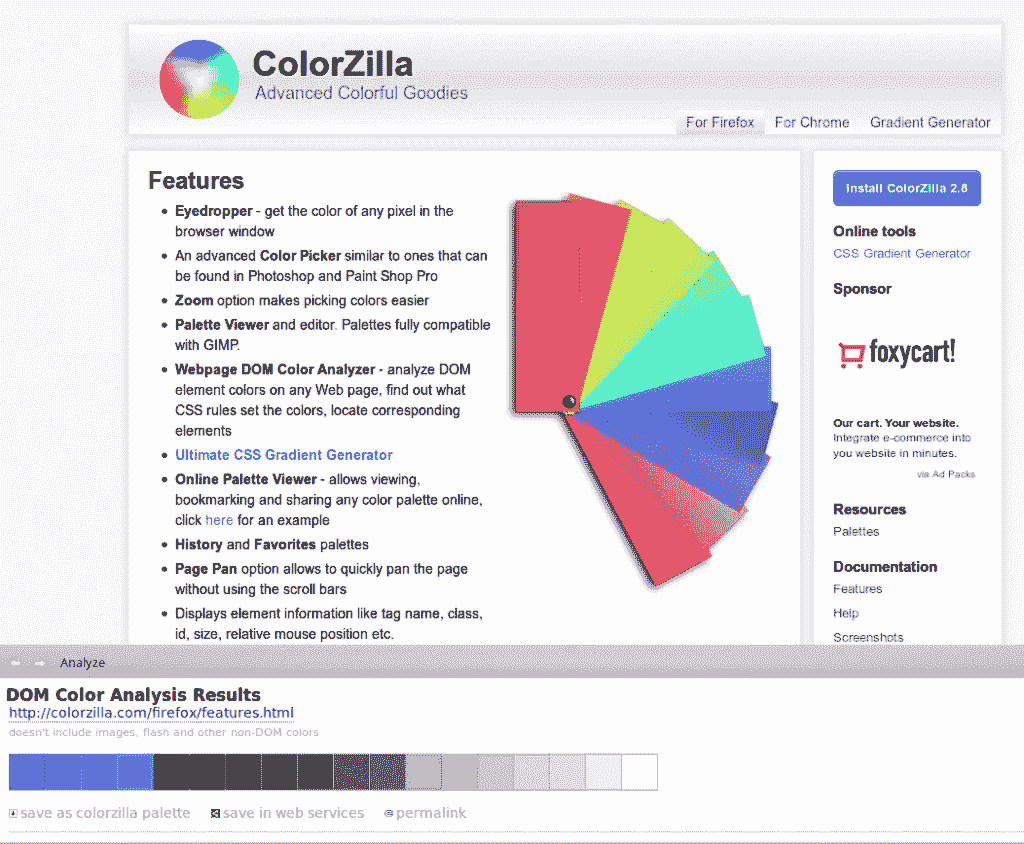 ColorZilla
Advanced Colorful Goodies
For Firefox For Chrome Gradient Generator
Features
Eyedropper - get the color of any pixel in the
browser window
An advanced Color Picker similar to ones that can
be found in Photoshop and Paint Shop Pro
Zoom option makes picking colors easier
Palette Viewer and editor. Palettes fully compatible
with GIMP.
Webpage DOM Color Analyzer - analyze DOM
element colors on any Web page, find out what
CSS rules set the colors, locate corresponding
elements
Ultimate CSS Gradient Generator
Online Palette Viewer - allows viewing,
bookmarking and sharing any color palette online,
click here for an example
History and Favorites palettes
Page Pan option allows to quickly pan the page
without using the scroll bars
Displays element information like tag name, class,
id, size, relative mouse position etc.
Install ColorZilla 2.8
Online tools
CSS Gradient Generator
Sponsor
foxycart!
Our cart. Your website.
Integrate e-commerce into
you website in minutes.
via Ad Packs
Resources
Palettes
Documentation
Features
Help
Screenshots
Analyze
DOM Color Analysis Results
http://colorzilla.com/firefox/features.html
doesn't include images, flash and other non-DOM colors
save as colorzilla palette save in web services permalink